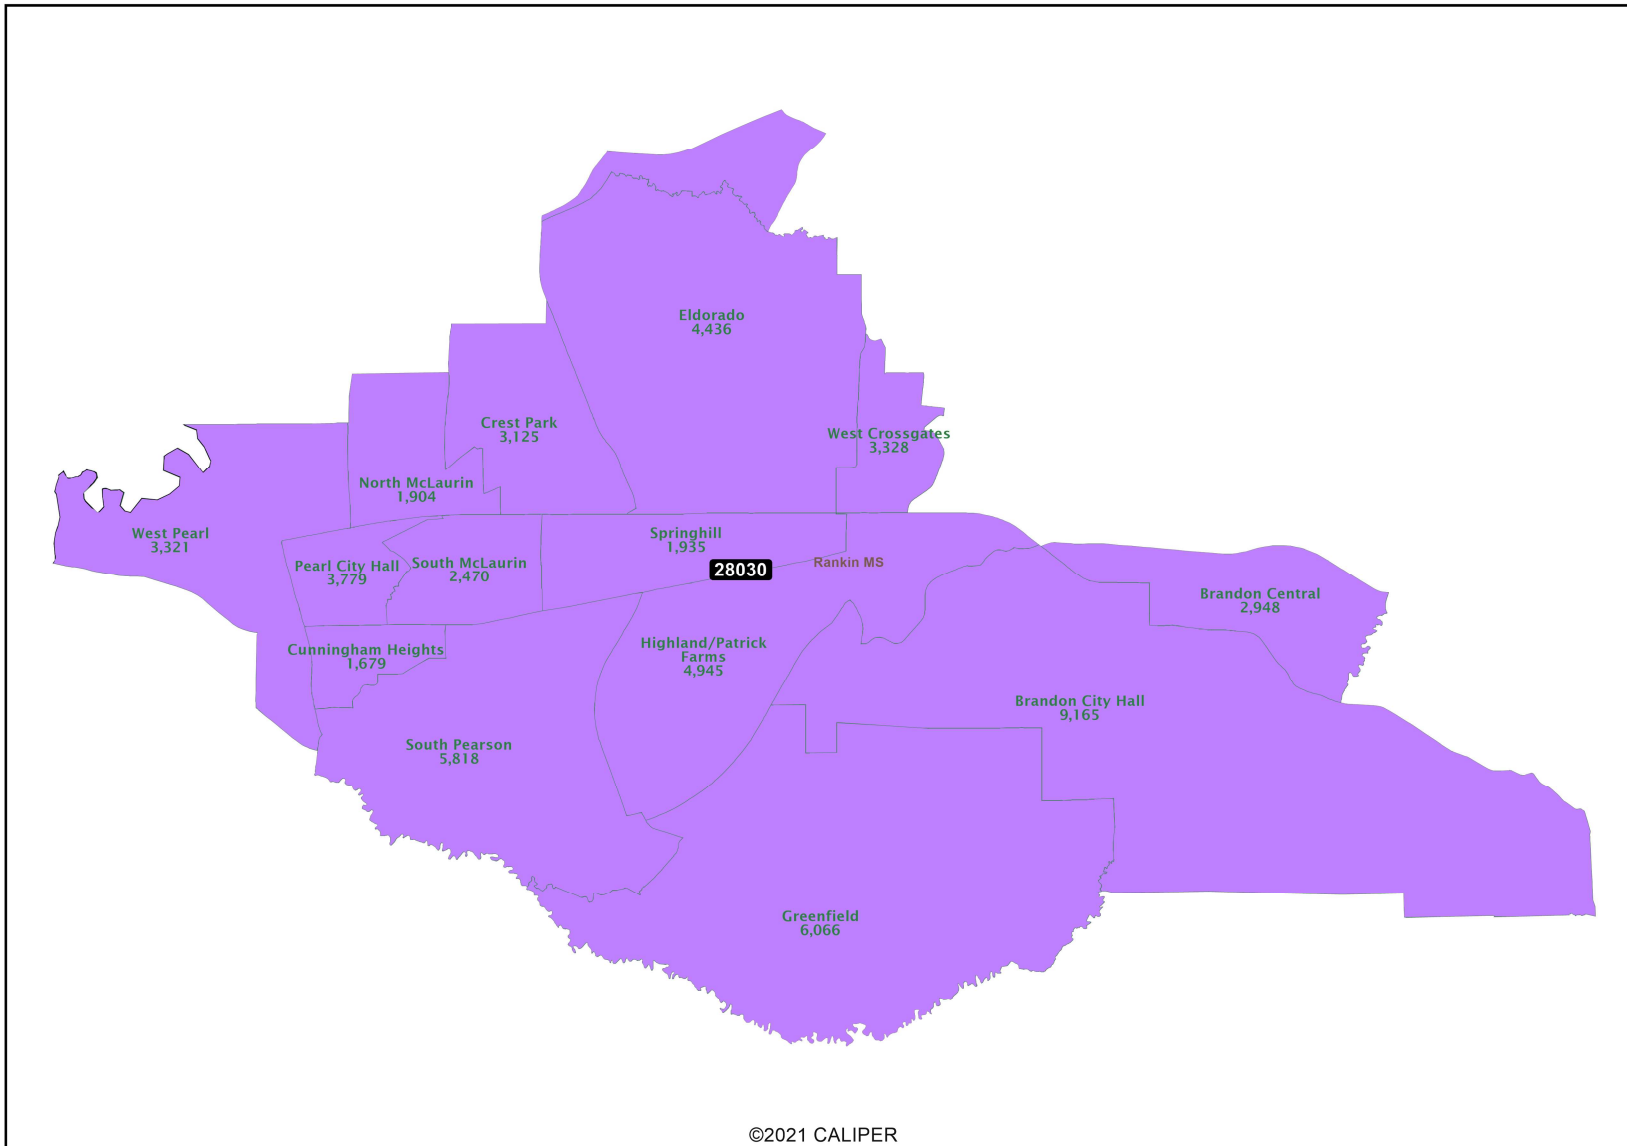 Eldorado
4,436
Crest Park
3,125
West Crossgates
3,328
North McLaurin
1,904
West Pearl
3,321
Springhill
1,935
Pearl City Hall
3,779
South McLaurin
2,470
28030
Rankin MS
Brandon Central
2,948
Cunningham Heights
1,679
Highland/Patrick
Farms
4,945
Brandon City Hall
9,165
South Pearson
5,818
Greenfield
6,066
©2021 CALIPER